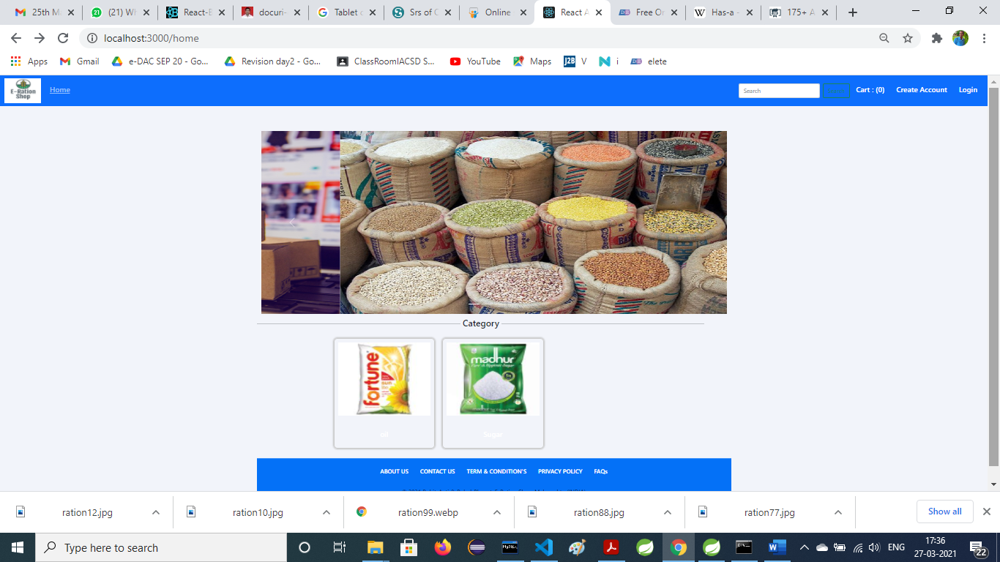 25th M
(21) Wh
React-E
docuri-
Tablet c
Srs of C
Online
React A
Free Or
Has-a -
175+ A
localhost:3000/home
Apps
Gmail
e-DAC SEP 20 - Go...
Revision day2 - Go...
ClassRoomIACSD S...
YouTube
Maps
J2B V
i
elete
E-Ration
Shop
Home
Search
Cart : (0)
Create Account
Login
Category
fortune
sun
madhur
oil
Sugar
ABOUT US
CONTACT US
TERM & CONDITION'S
PRIVACY POLICY
FAQs
ration12.jpg
ration10.jpg
ration99.webp
ration88.jpg
ration77.jpg
Show all
Type here to search
ENG
17:36
27-03-2021
22